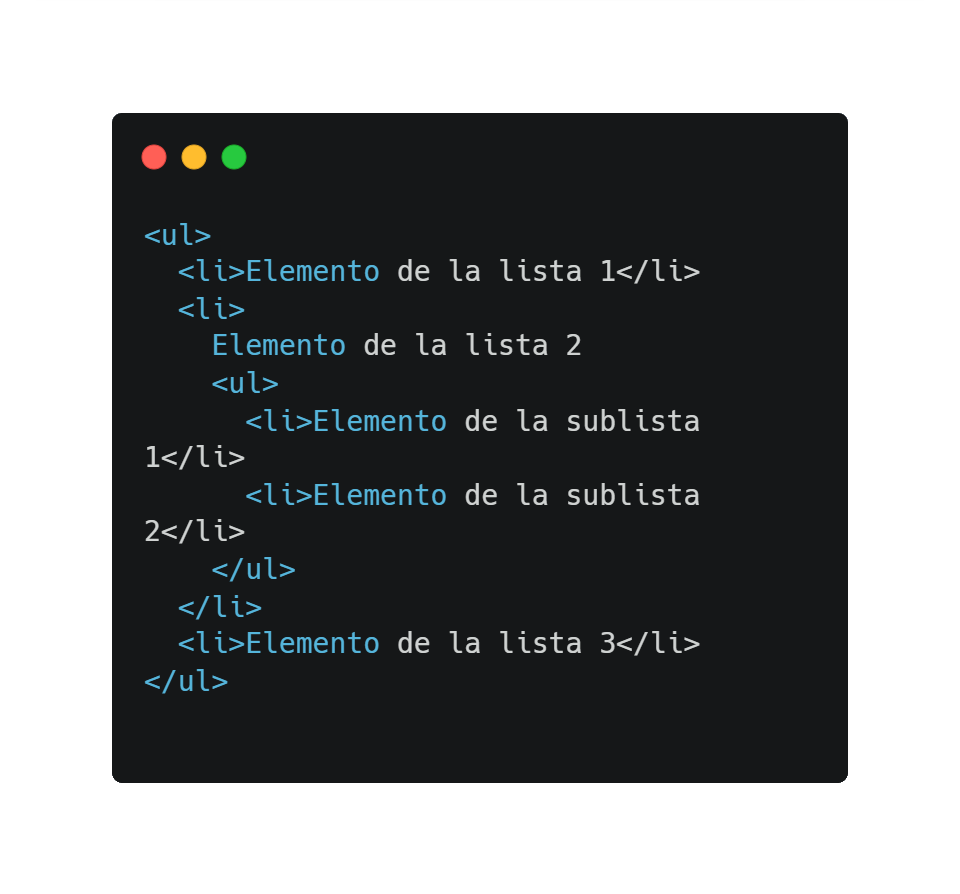 <ul>
  <li>Elemento de la lista 1</li>
  <li>
    Elemento de la lista 2
    <ul>
      <li>Elemento de la sublista
1</li>
      <li>Elemento de la sublista
2</li>
    </ul>
  </li>
  <li>Elemento de la lista 3</li>
</ul>